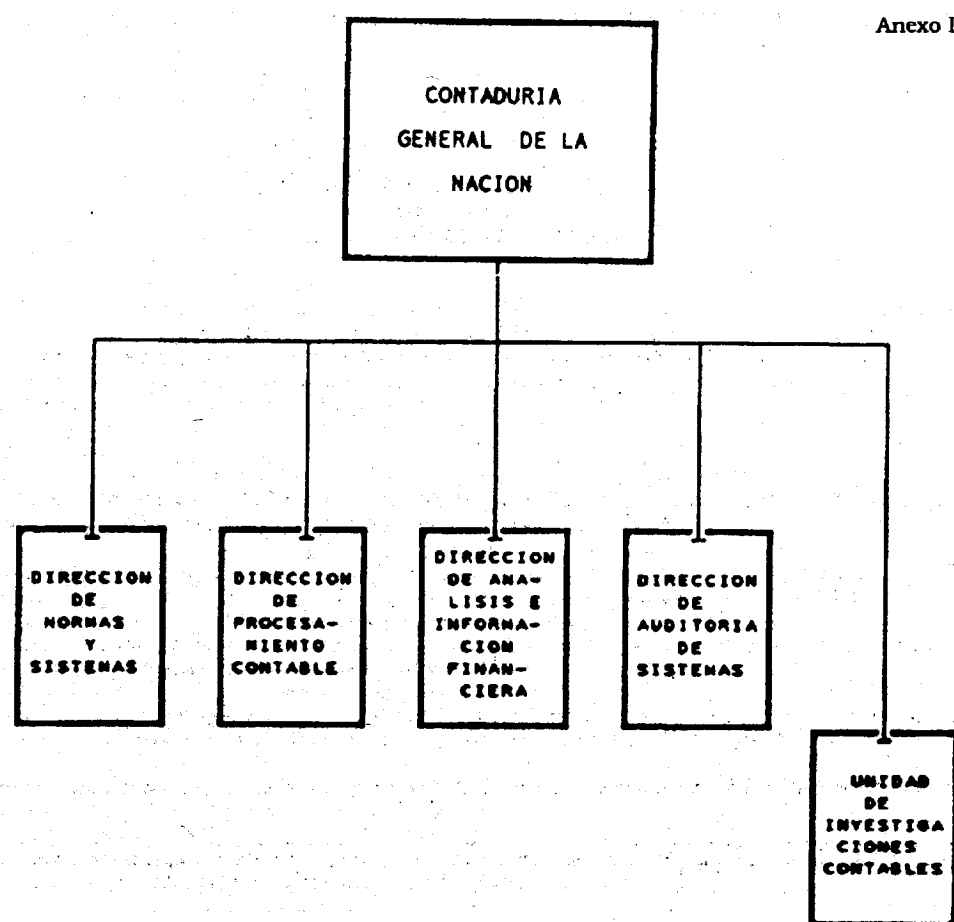 Anexo I
CONTADURIA
GENERAL DE LA
NACION
DIRECCION
DE
NORMAS
Y
SISTEMAS
DIRECCION
DE
PROCESA-
MIENTO
CONTABLE
DIRECCION
DE ANA-
LISIS E
INFORMA-
CION
FINAN-
CIERA
DIRECCION
DE
AUDITORIA
DE
SISTEMAS
UNIDAD
DE
INVESTIGA
CIONES
CONTABLES